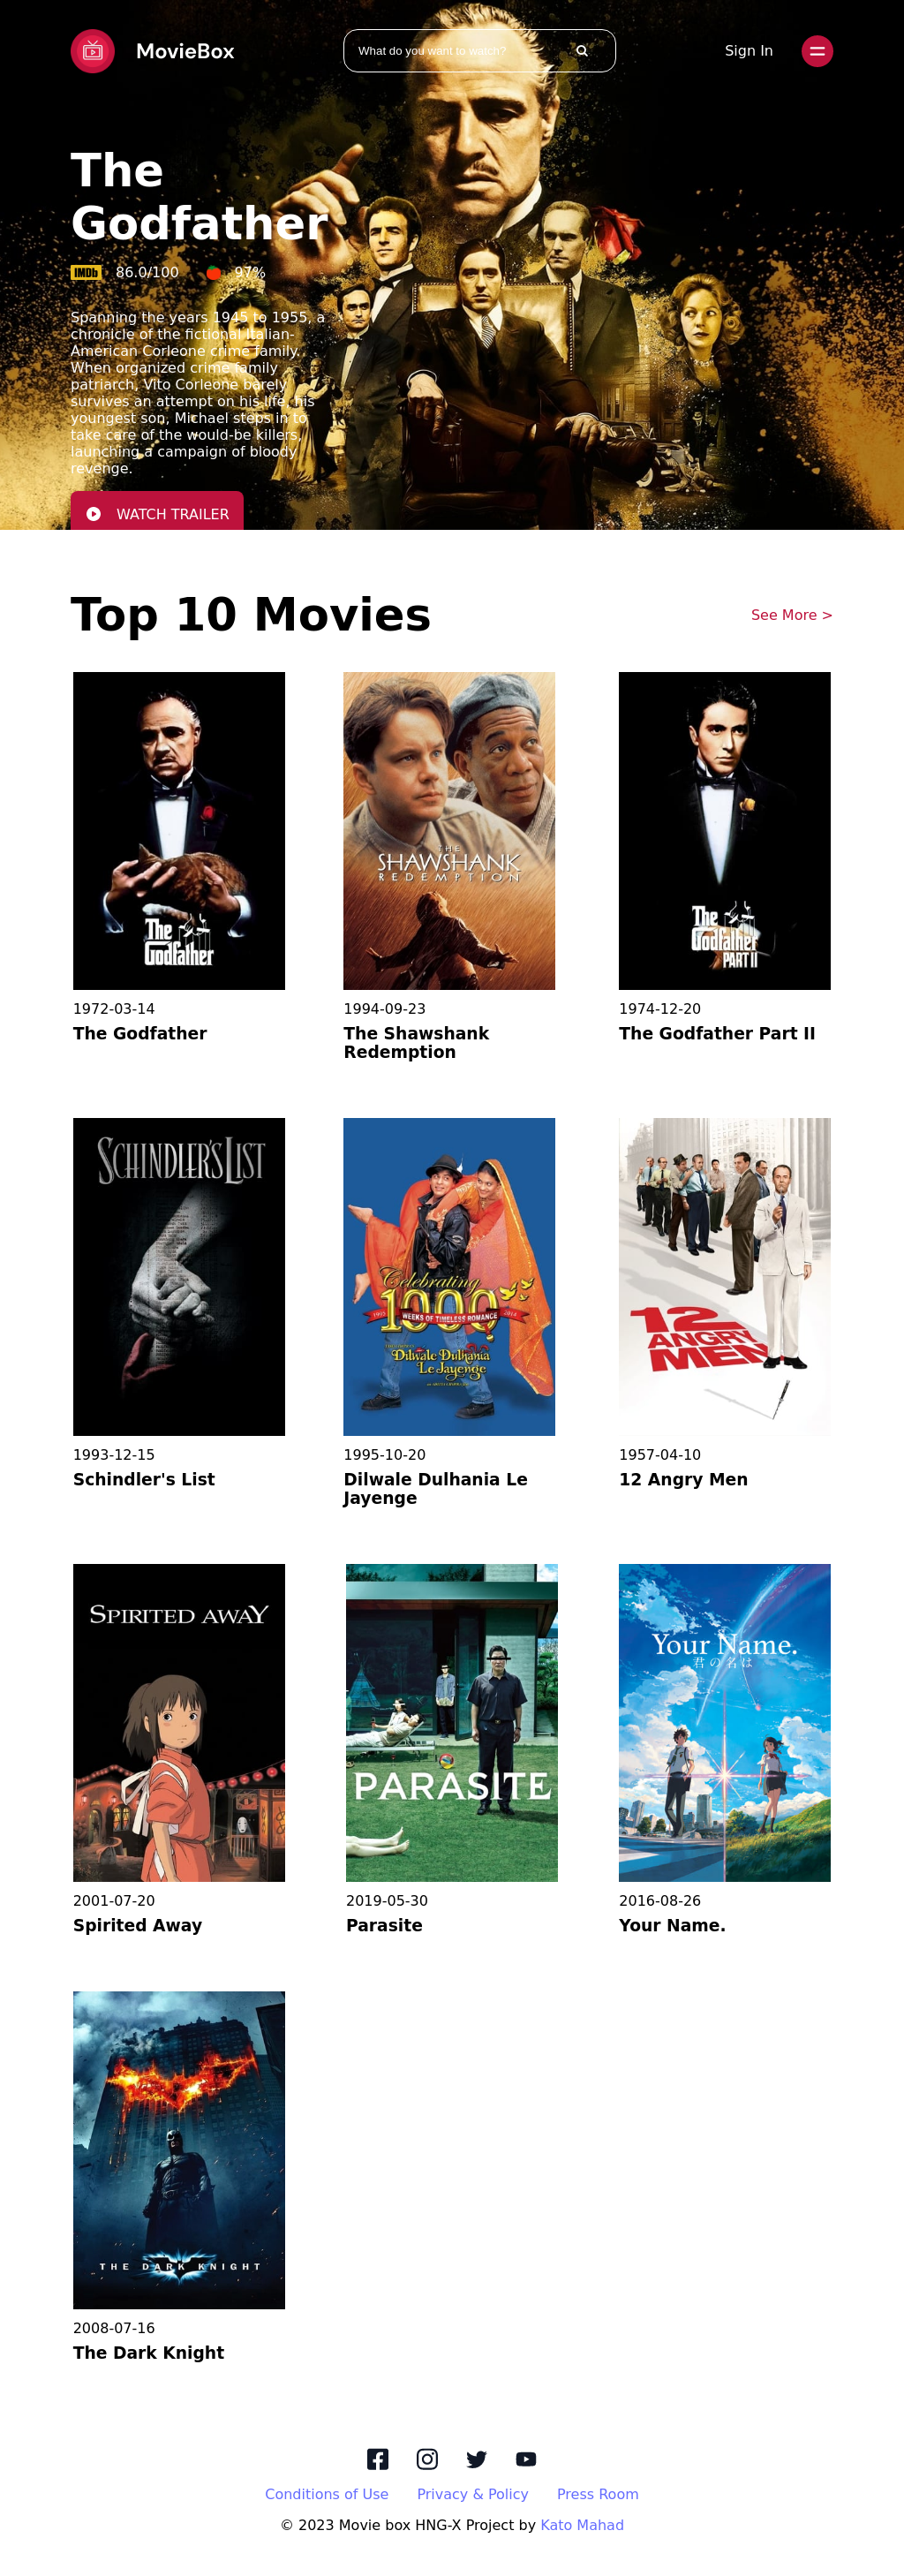 MovieBox
What do you want to watch?
Sign In
The
Godfather
IMDb 86.0/100 97%
Spanning the years 1945 to 1955, a
chronicle of the fictional Italian-
American Corleone crime family.
When organized crime family
patriarch, Vito Corleone barely
survives an attempt on his life, his
youngest son, Michael steps in to
take care of the would-be killers,
launching a campaign of bloody
revenge.
WATCH TRAILER
Top 10 Movies
See More >
The
Godfather
1972-03-14
The Godfather
THE
SHAWSHANK
REDEMPTION
1994-09-23
The Shawshank
Redemption
The
Godfather
PART II
1974-12-20
The Godfather Part II
SCHINDLER'S LIST
1993-12-15
Schindler's List
Celebrating
1000
1995 2014
WEEKS OF TIMELESS ROMANCE
Dilwale Dulhania
Le Jayenge
1995-10-20
Dilwale Dulhania Le
Jayenge
12
ANGRY
MEN
1957-04-10
12 Angry Men
SPIRITED AWAY
2001-07-20
Spirited Away
PARASITE
2019-05-30
Parasite
Your Name.
君の名は
2016-08-26
Your Name.
THE DARK KNIGHT
2008-07-16
The Dark Knight
Conditions of Use
Privacy & Policy
Press Room
© 2023 Movie box HNG-X Project by Kato Mahad